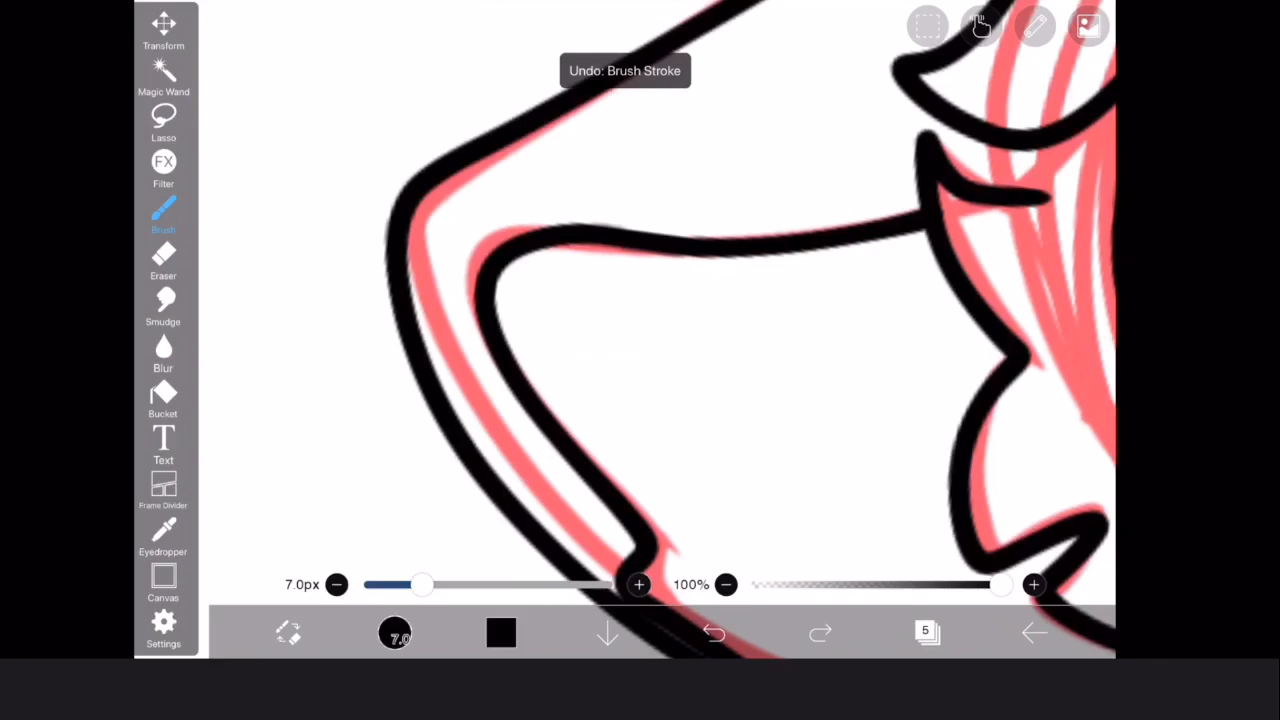 Transform
Magic Wand
Lasso
FX
Filter
Brush
Eraser
Smudge
Blur
Bucket
T
Text
Frame Divider
Eyedropper
Canvas
Settings
Undo: Brush Stroke
7.0px
100%
7.0
5